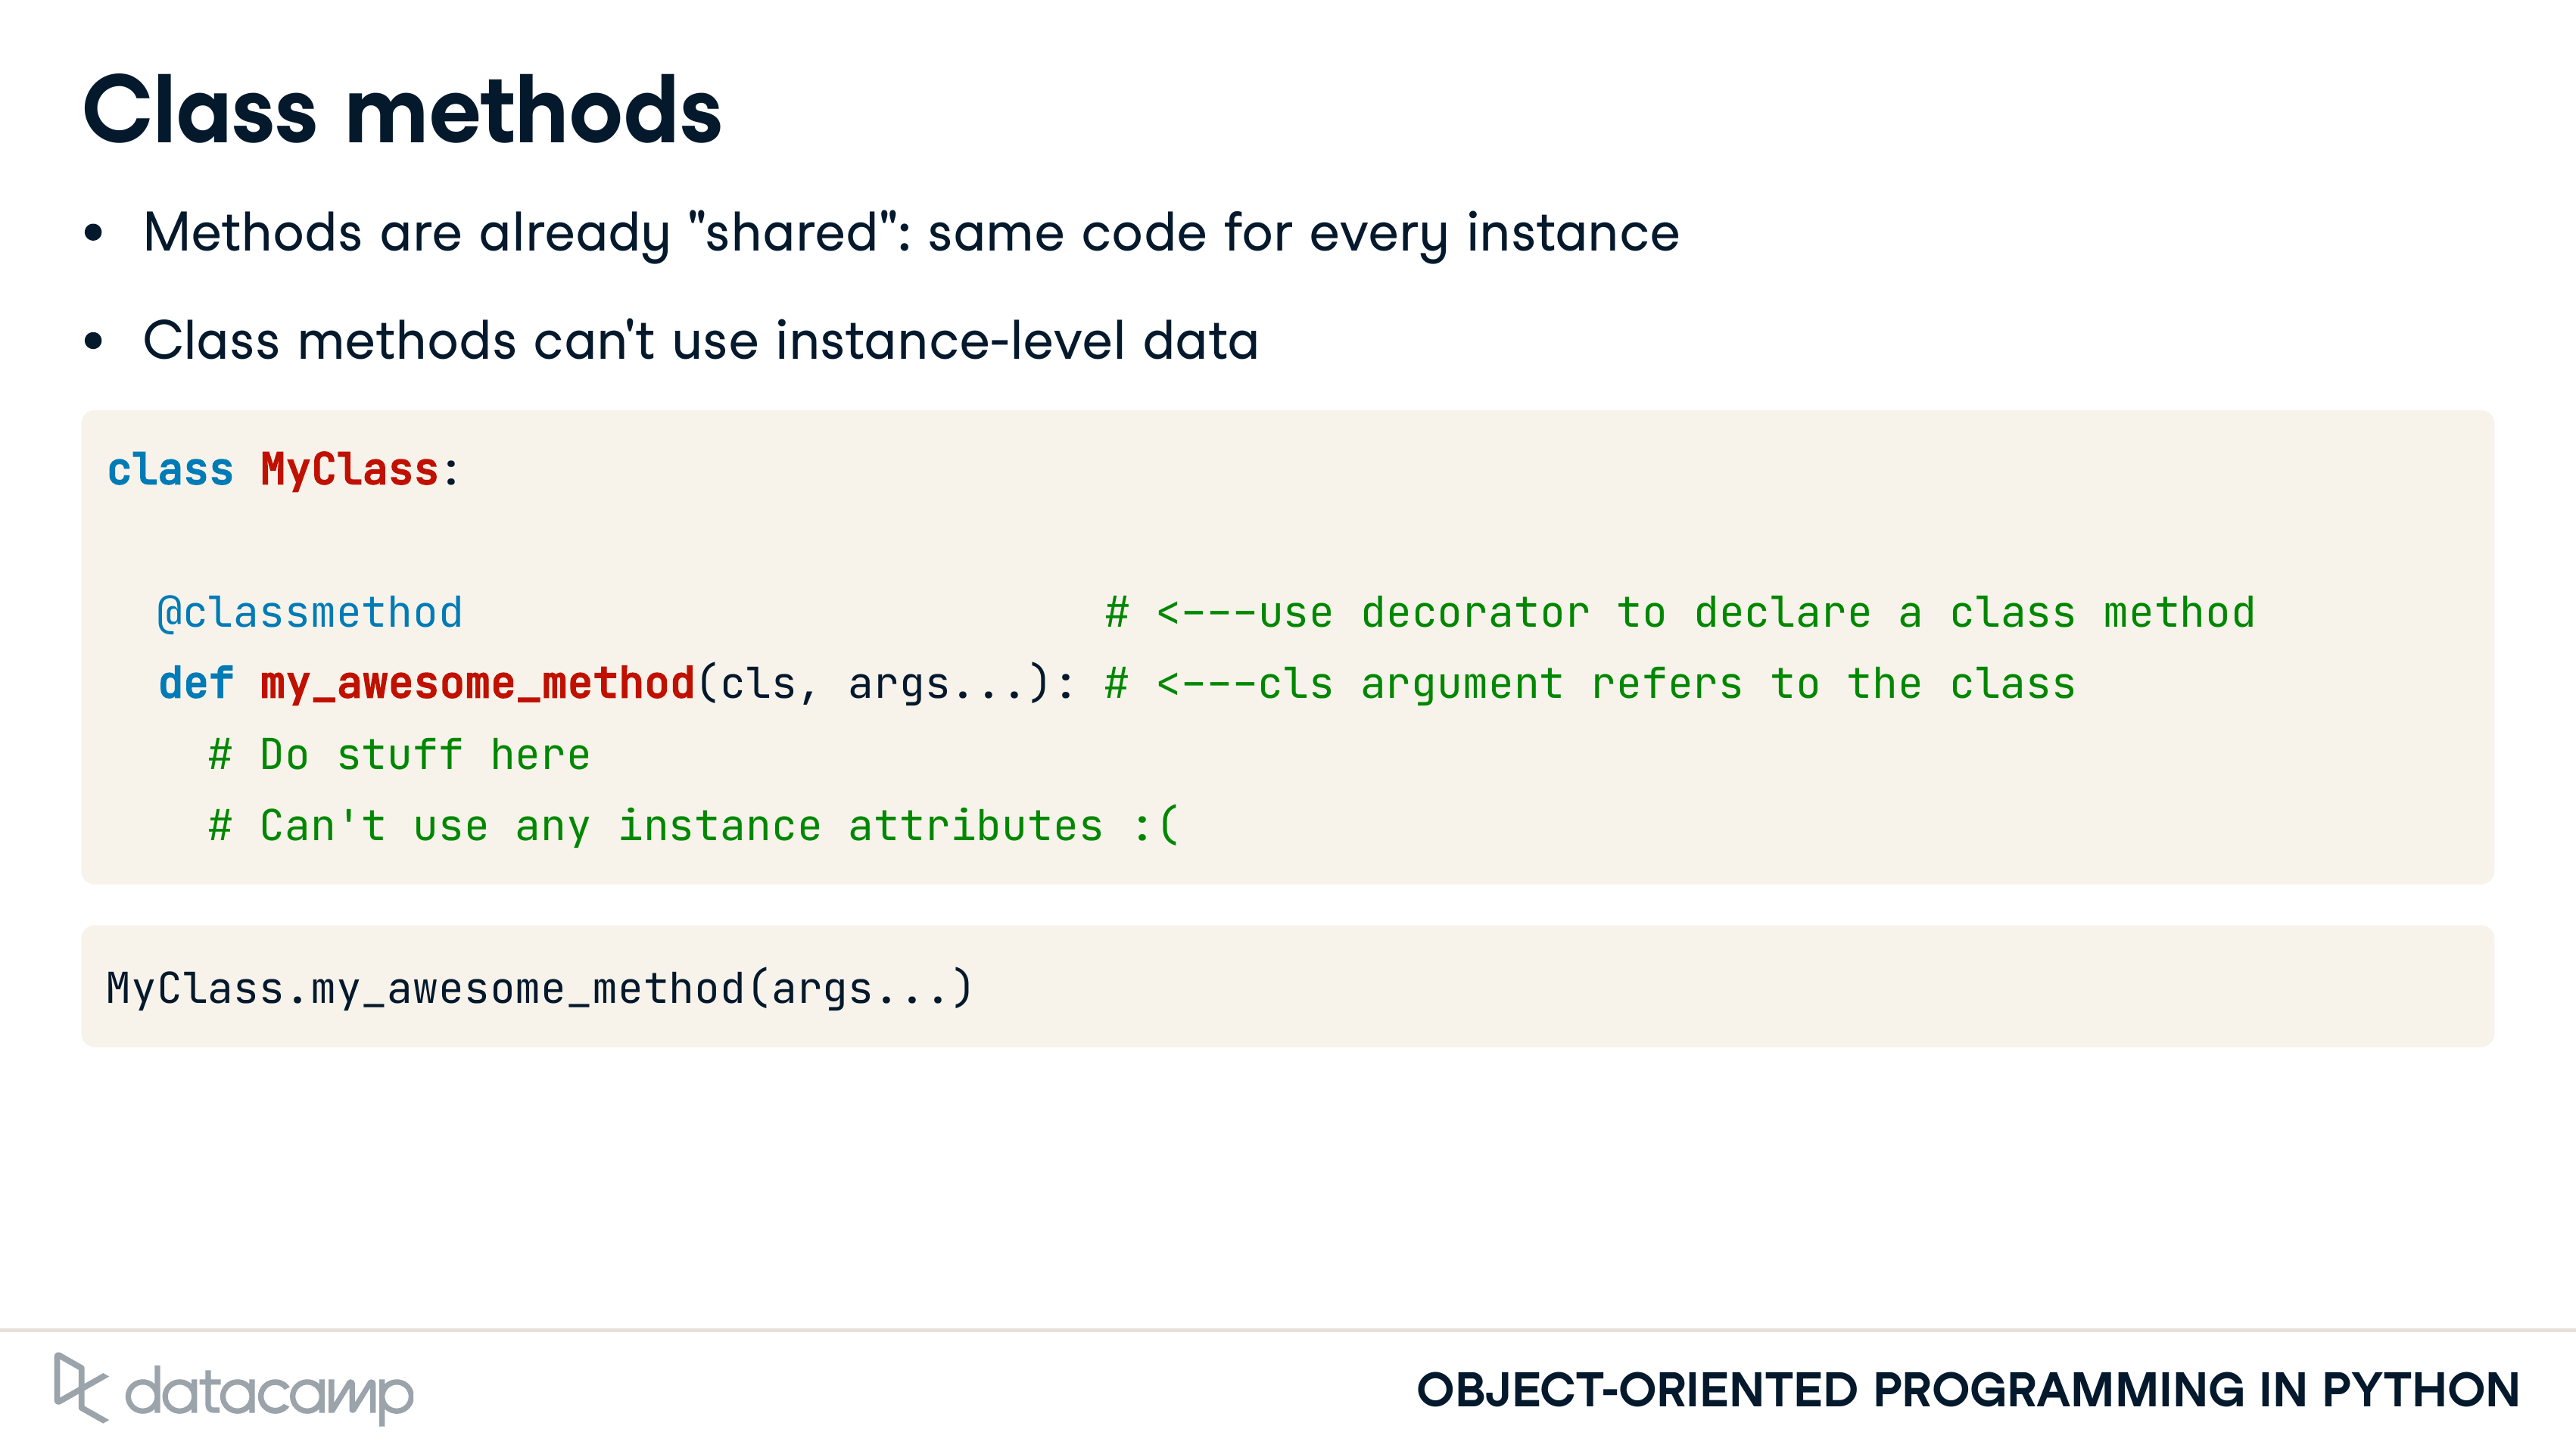 Class methods
• Methods are already "shared": same code for every instance
• Class methods can't use instance-level data
class MyClass:
@classmethod # <---use decorator to declare a class method
def my_awesome_method(cls, args...): # <---cls argument refers to the class
# Do stuff here
# Can't use any instance attributes :(
MyClass.my_awesome_method(args...)
datacamp
OBJECT-ORIENTED PROGRAMMING IN PYTHON